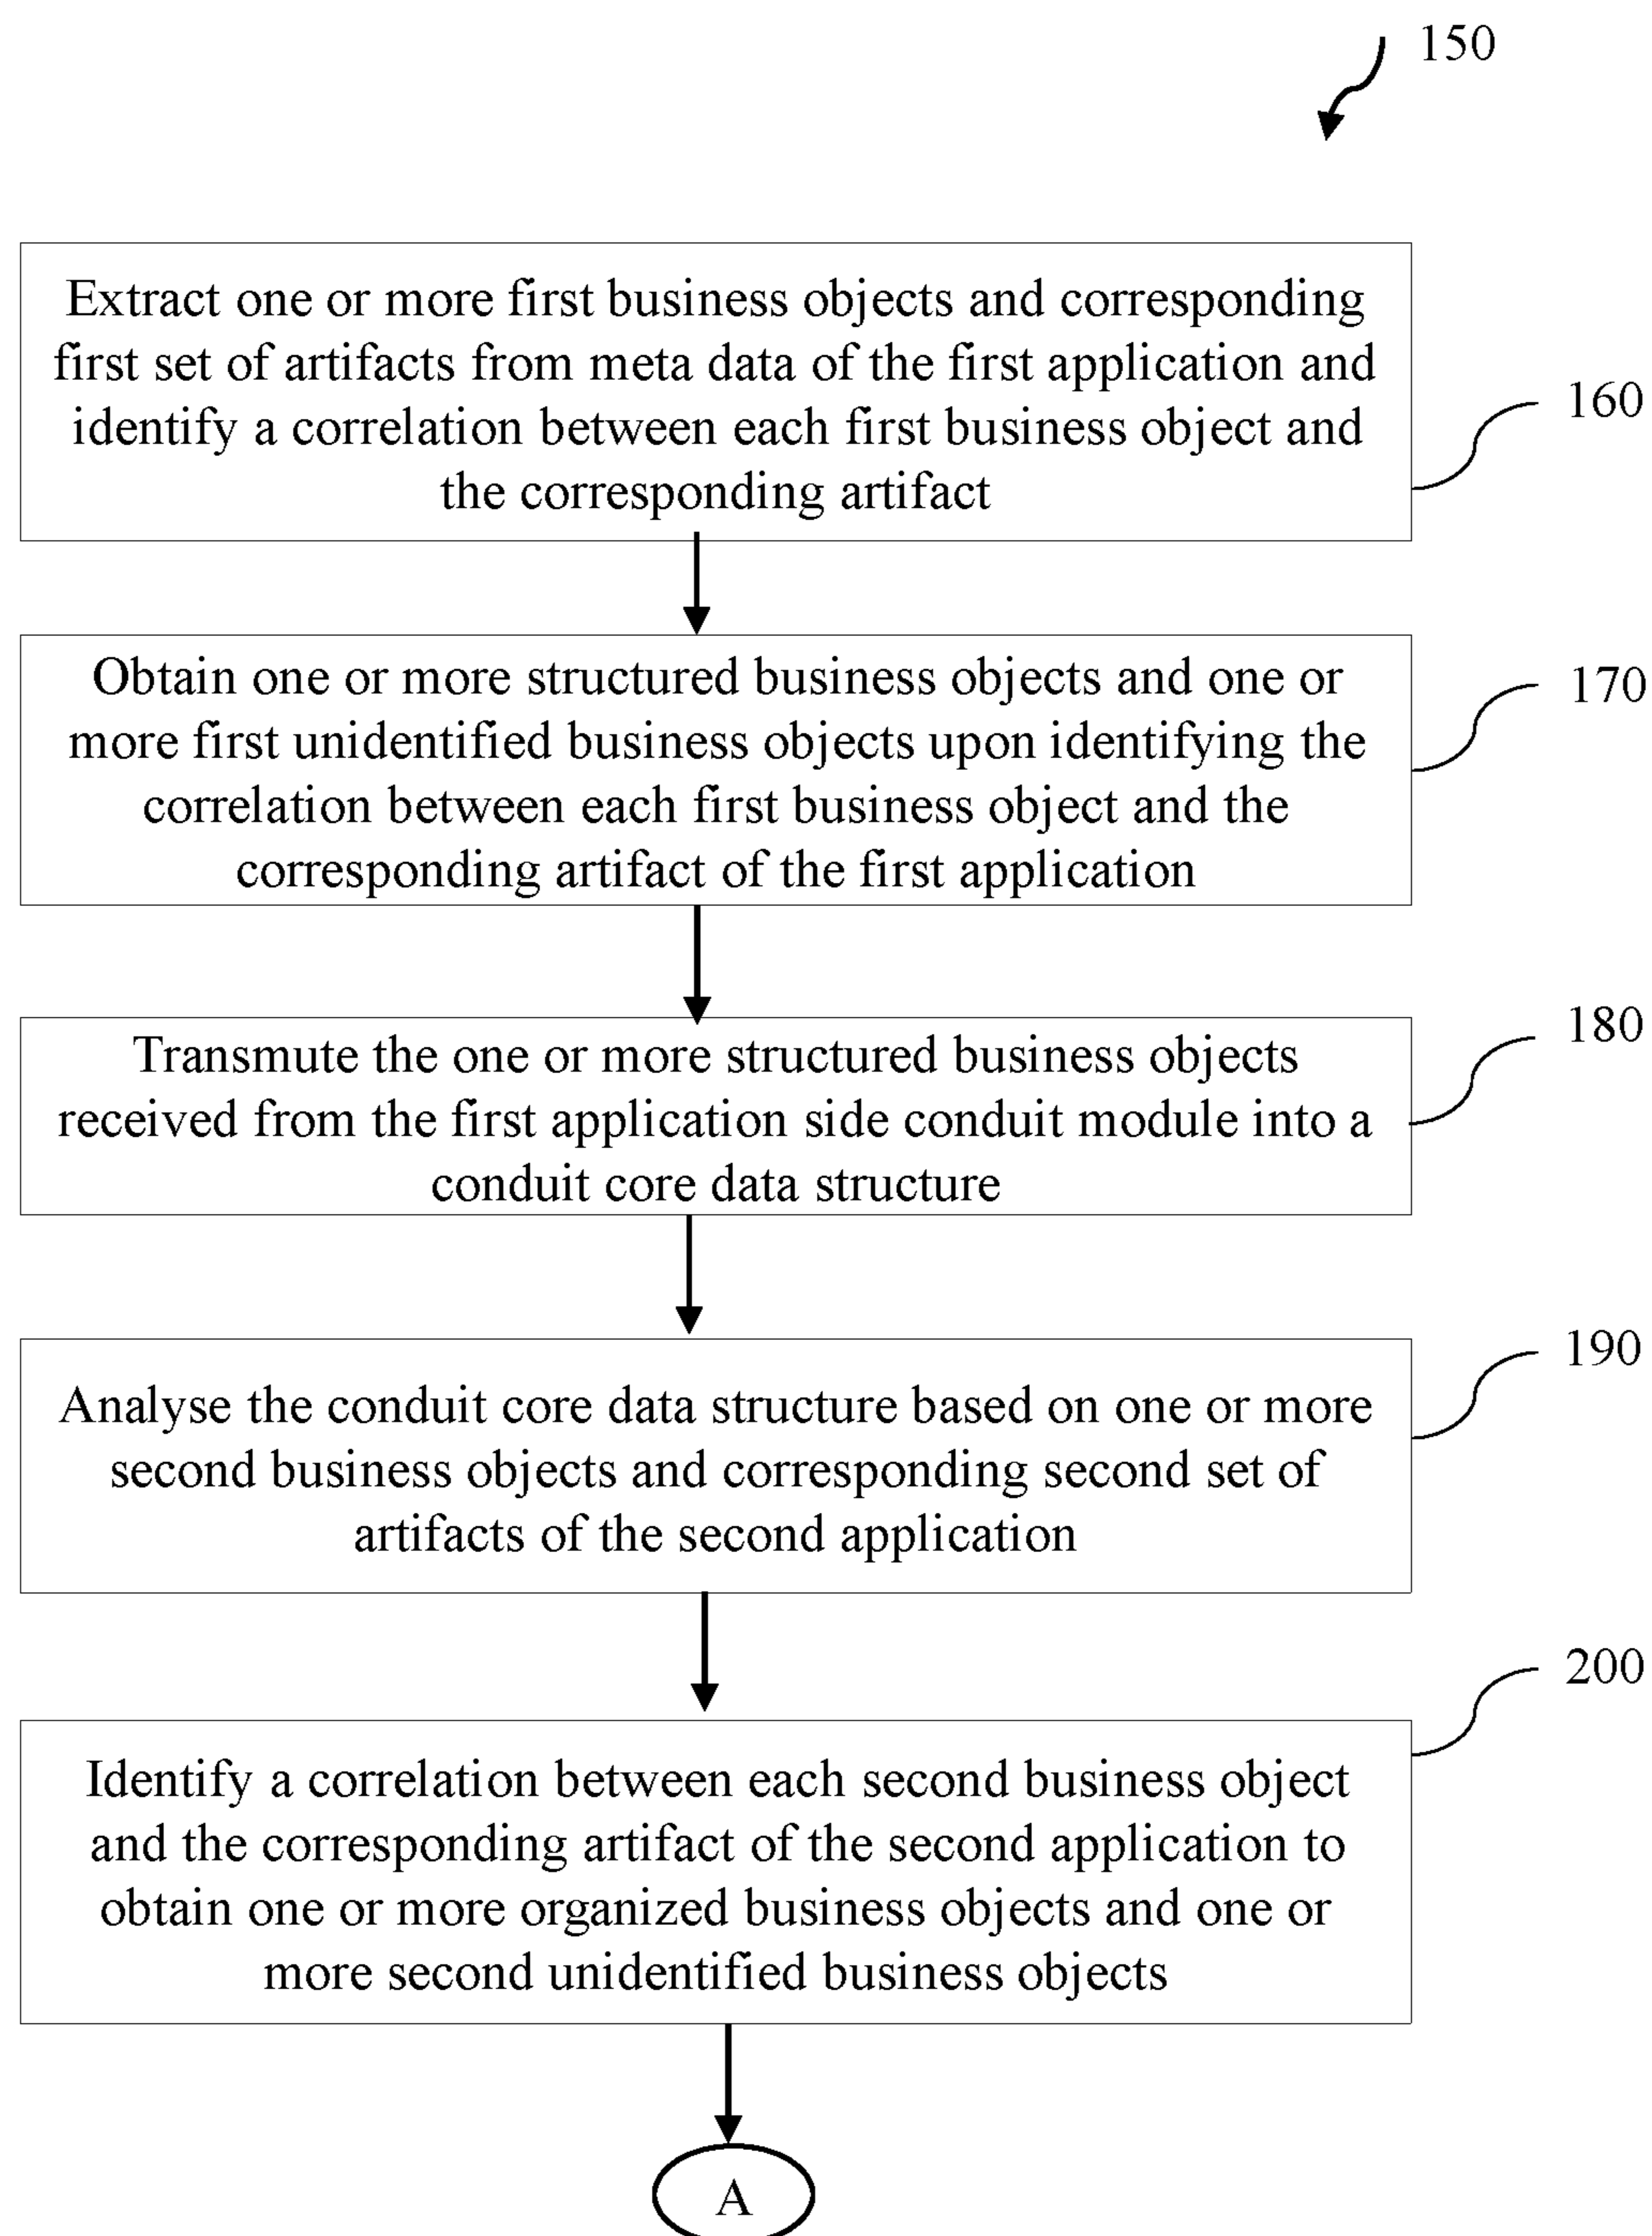 150
Extract one or more first business objects and corresponding
first set of artifacts from meta data of the first application and
identify a correlation between each first business object and
the corresponding artifact
160
Obtain one or more structured business objects and one or
more first unidentified business objects upon identifying the
correlation between each first business object and the
corresponding artifact of the first application
170
Transmute the one or more structured business objects
received from the first application side conduit module into a
conduit core data structure
180
Analyse the conduit core data structure based on one or more
second business objects and corresponding second set of
artifacts of the second application
190
Identify a correlation between each second business object
and the corresponding artifact of the second application to
obtain one or more organized business objects and one or
more second unidentified business objects
200
A